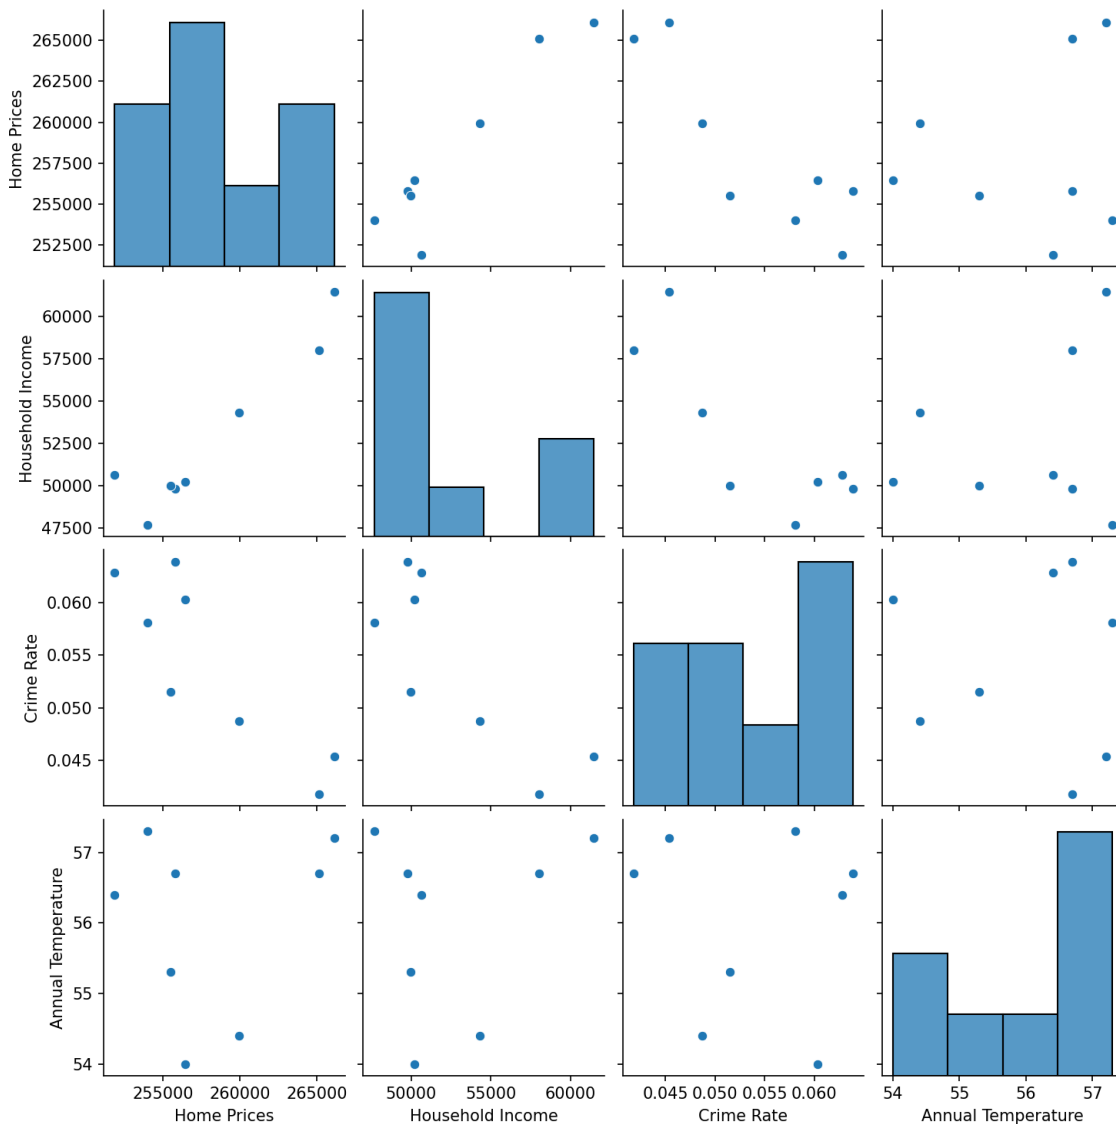 265000
262500
260000
257500
255000
252500
Home Prices
60000
57500
55000
52500
50000
47500
Household Income
0.060
0.055
0.050
0.045
Crime Rate
57
56
55
54
Annual Temperature
255000 260000 265000
Home Prices
50000 55000 60000
Household Income
0.045 0.050 0.055 0.060
Crime Rate
54 55 56 57
Annual Temperature